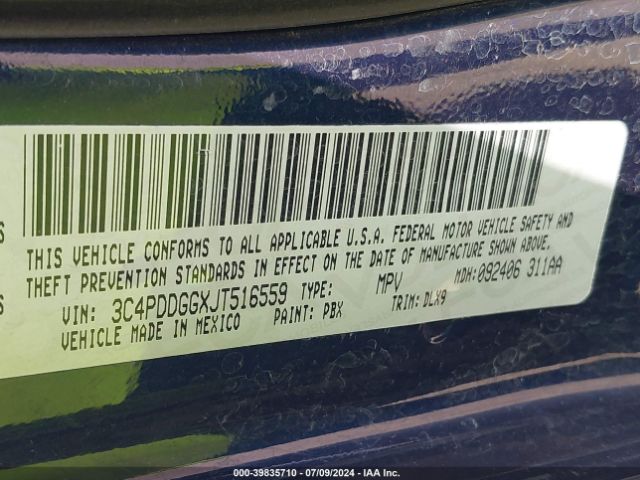 THIS VEHICLE CONFORMS TO ALL APPLICABLE U.S.A. FEDERAL MOTOR VEHICLE SAFETY AND
THEFT PREVENTION STANDARDS IN EFFECT ON THE DATE OF MANUFACTURE SHOWN ABOVE.
VIN: 3C4PDDGGXJT516559 TYPE: MPV MDH:092406 311AA
VEHICLE MADE IN MEXICO PAINT: PBX TRIM: DLX9
000-39835710 - 07/09/2024 - IAA Inc.